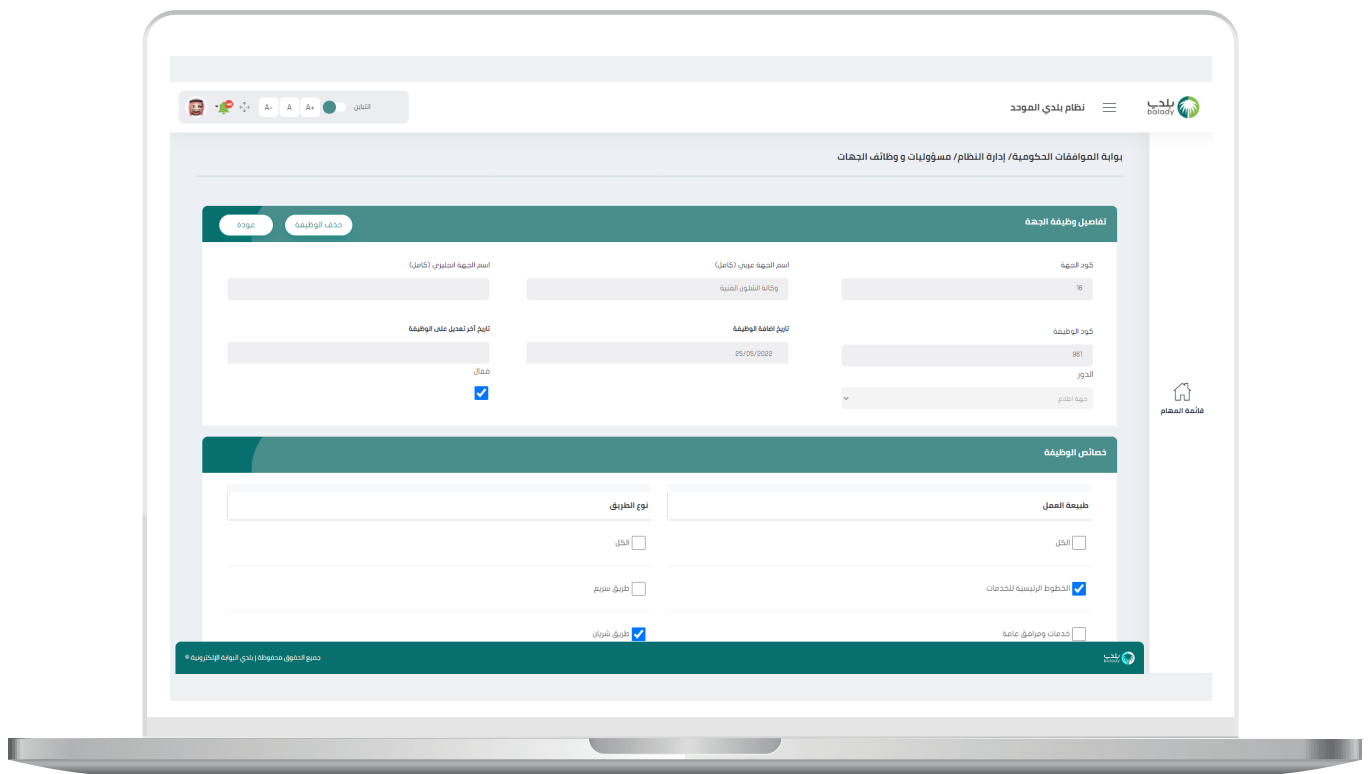 بلدي
balady
نظام بلدي الموحد
التباين
A+
A
A-
بوابة الموافقات الحكومية/ إدارة النظام/ مسؤوليات و وظائف الجهات
قائمة المهام
تفاصيل وظيفة الجهة
حذف الوظيفة
عودة
كود الجهة
اسم الجهة عربي (كامل)
اسم الجهة انجليزي (كامل)
16
وكالة الشئون الفنية
كود الوظيفة
تاريخ اضافة الوظيفة
تاريخ أخر تعديل على الوظيفة
961
25/05/2022
الدور
فعال
جهة اطلاع
خصائص الوظيفة
طبيعة العمل
نوع الطريق
الكل
الكل
الخطوط الرئيسية للخدمات
طريق سريع
خدمات ومرافق عامة
طريق شريان
بلدي
balady
جميع الحقوق محفوظة | بلدي البوابة الإلكترونية ©